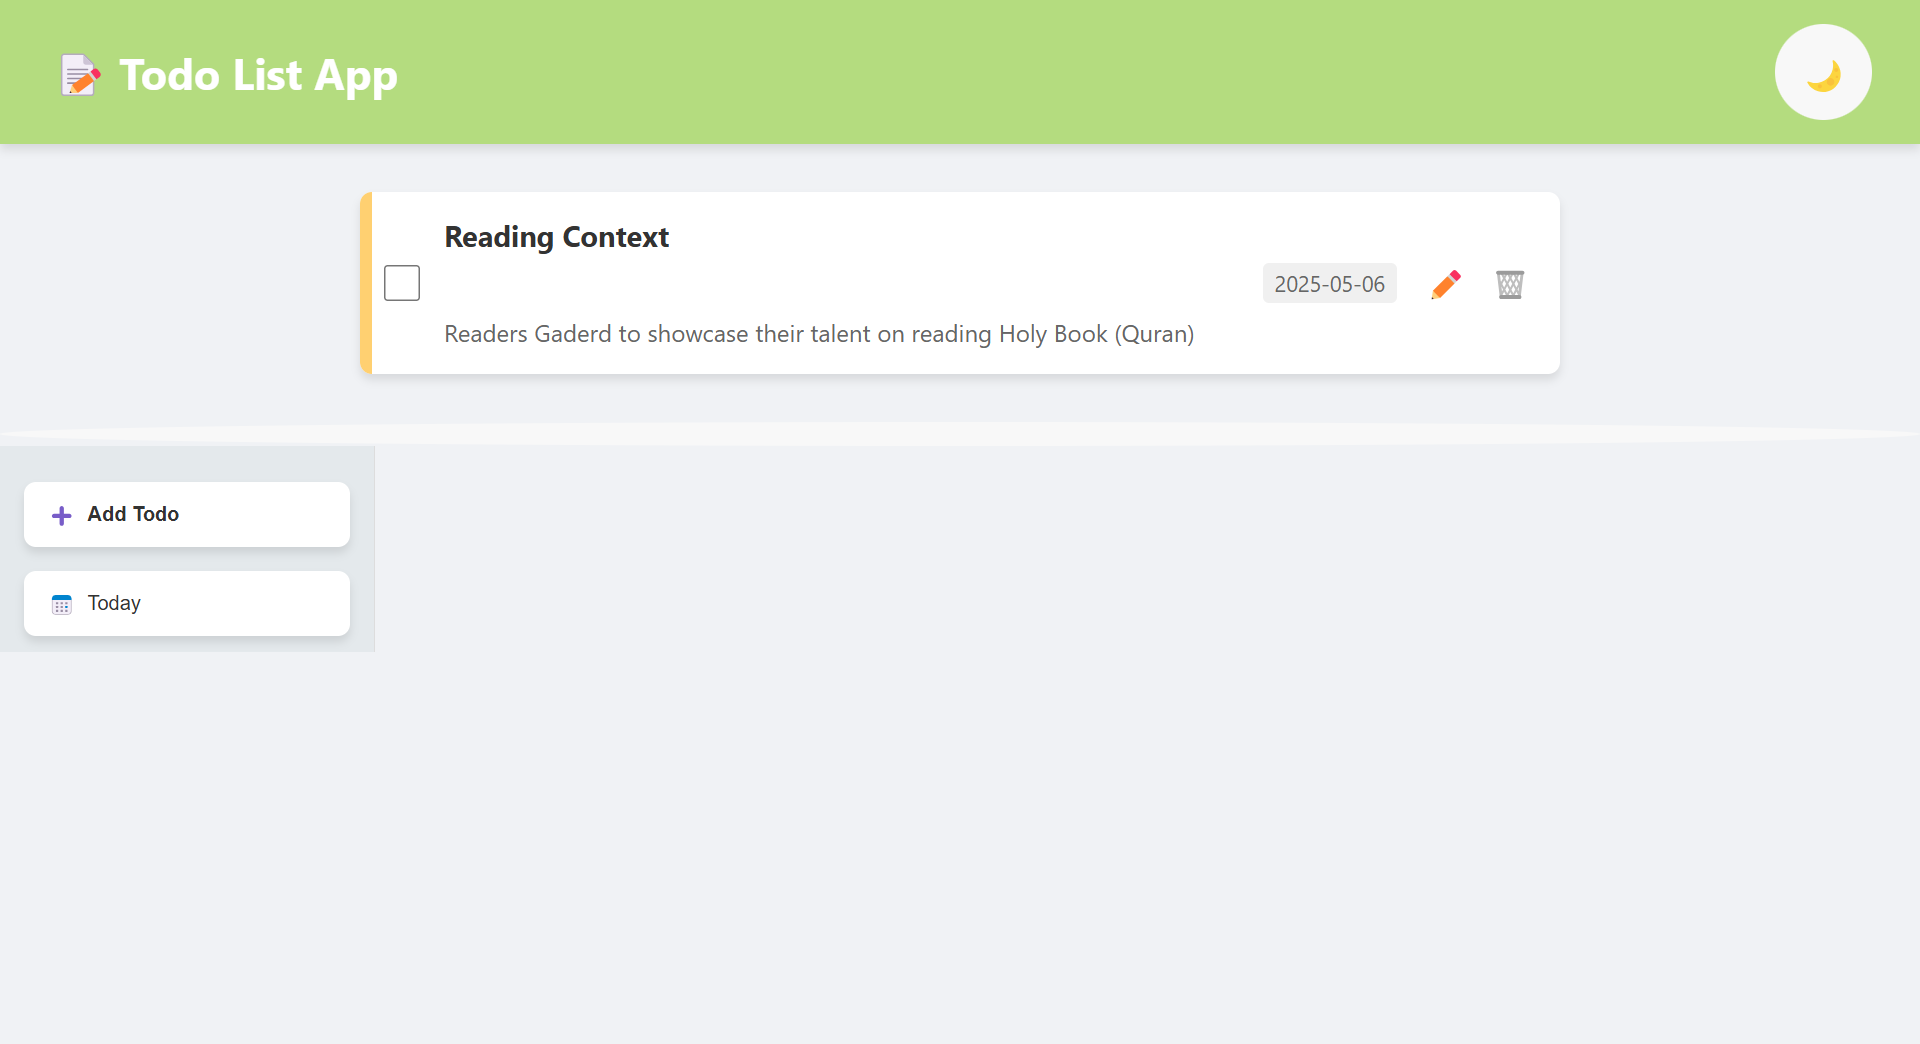 Todo List App
Reading Context
2025-05-06
Readers Gaderd to showcase their talent on reading Holy Book (Quran)
Add Todo
Today